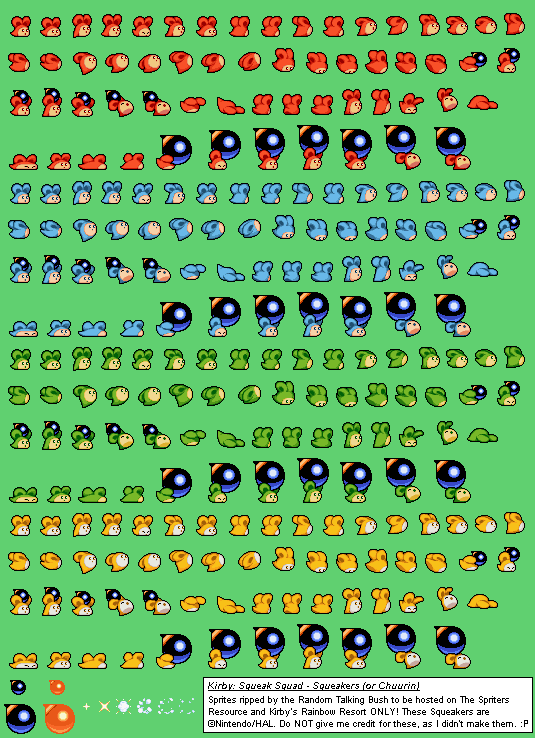 Kirby: Squeak Squad - Squeakers (or Chuurin)
Sprites ripped by the Random Talking Bush to be hosted on The Spriters
Resource and Kirby's Rainbow Resort ONLY! These Squeakers are
©Nintendo/HAL. Do NOT give me credit for these, as I didn't make them. :P